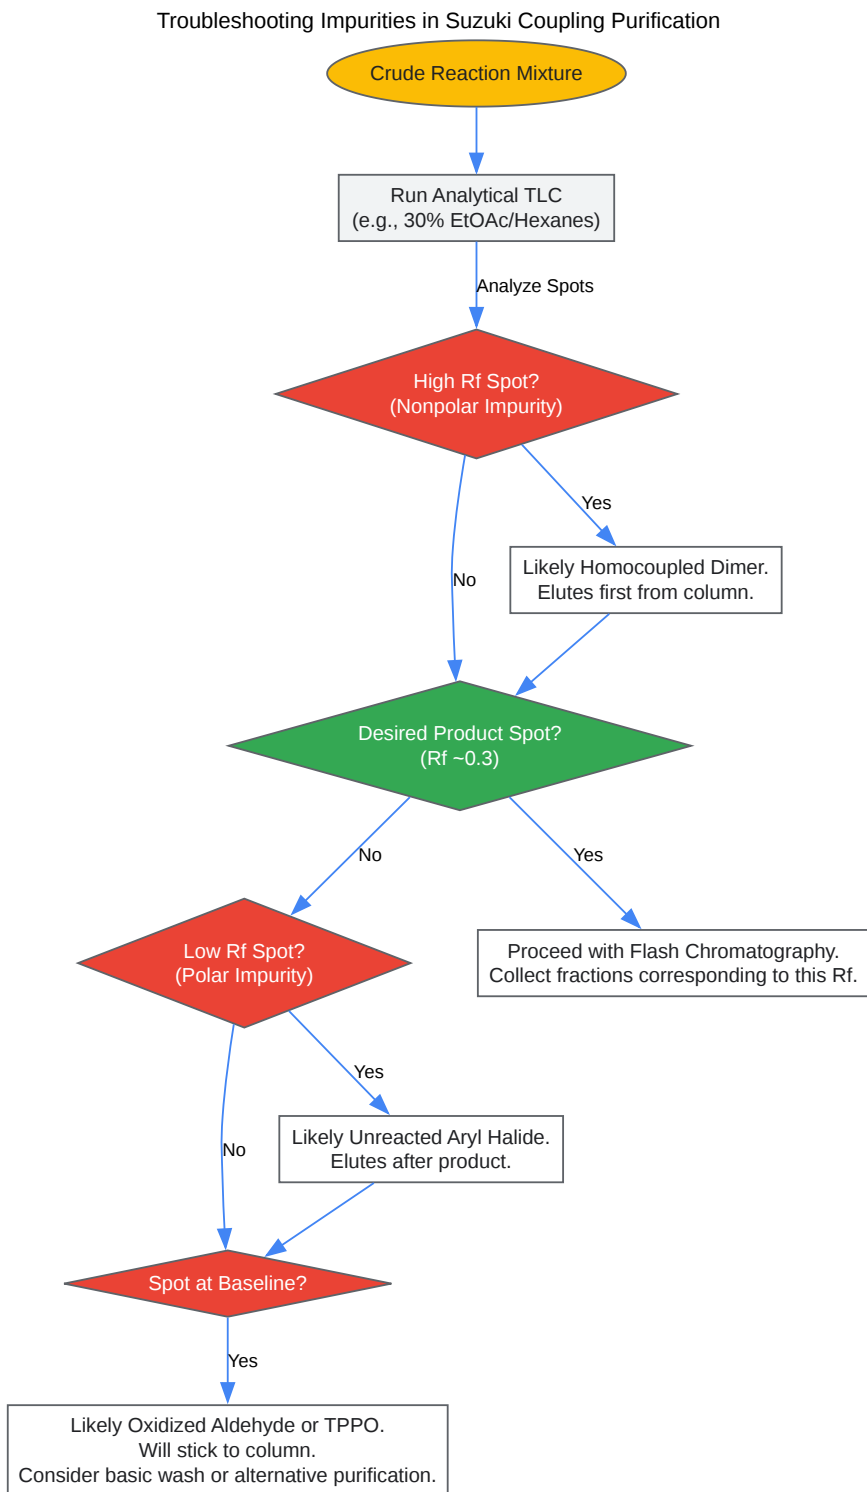 Troubleshooting Impurities in Suzuki Coupling Purification
Crude Reaction Mixture
Run Analytical TLC
(e.g., 30% EtOAc/Hexanes)
Analyze Spots
High Rf Spot?
(Nonpolar Impurity)
Yes
Likely Homocoupled Dimer.
Elutes first from column.
No
Desired Product Spot?
(Rf ~0.3)
No
Yes
Low Rf Spot?
(Polar Impurity)
Proceed with Flash Chromatography.
Collect fractions corresponding to this Rf.
Yes
Likely Unreacted Aryl Halide.
Elutes after product.
No
Spot at Baseline?
Yes
Likely Oxidized Aldehyde or TPPO.
Will stick to column.
Consider basic wash or alternative purification.